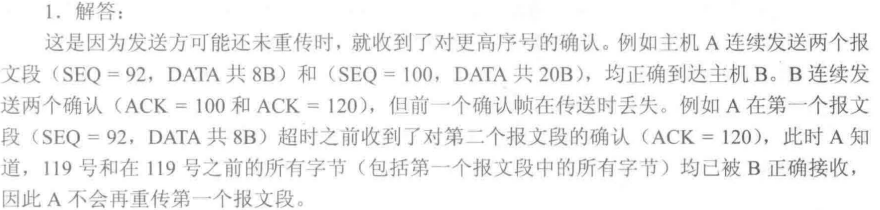 1. 解答：
这是因为发送方可能还未重传时，就收到了对更高序号的确认。例如主机 A 连续发送两个报
文段（SEQ = 92，DATA 共 8B）和（SEQ = 100，DATA 共 20B），均正确到达主机 B。B 连续发
送两个确认（ACK = 100 和 ACK = 120），但前一个确认帧在传送时丢失。例如 A 在第一个报文
段（SEQ = 92，DATA 共 8B）超时之前收到了对第二个报文段的确认（ACK = 120），此时 A 知
道，119 号和在 119 号之前的所有字节（包括第一个报文段中的所有字节）均已被 B 正确接收，
因此 A 不会再重传第一个报文段。